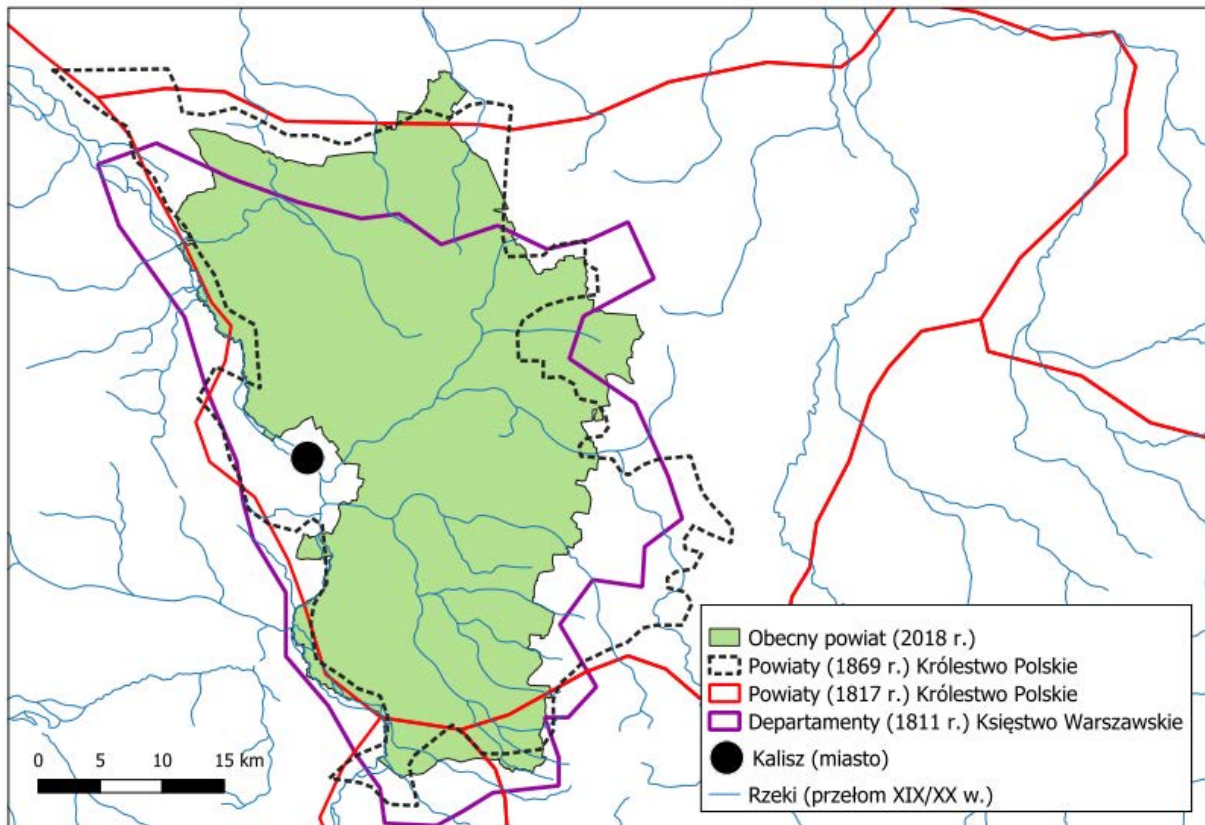 Obecny powiat (2018 r.)
Powiaty (1869 r.) Królestwo Polskie
Powiaty (1817 r.) Królestwo Polskie
Departamenty (1811 r.) Księstwo Warszawskie
Kalisz (miasto)
Rzeki (przełom XIX/XX w.)
0 5 10 15 km